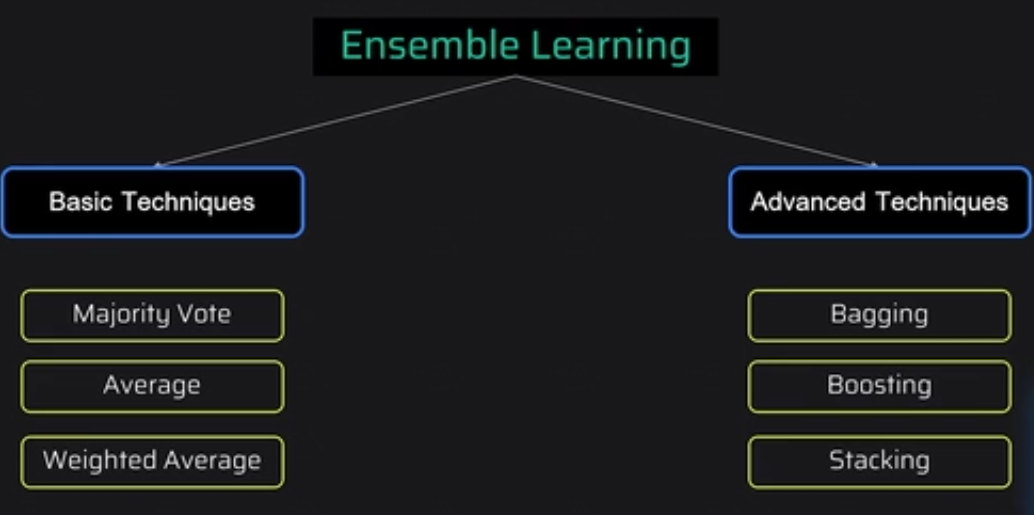 Ensemble Learning
Basic Techniques
Advanced Techniques
Majority Vote
Bagging
Average
Boosting
Weighted Average
Stacking